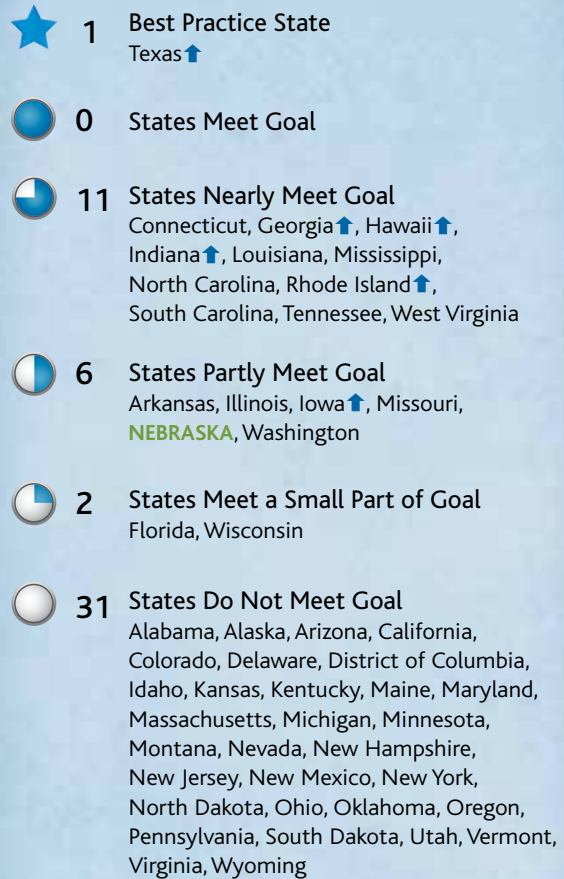 1 Best Practice State
Texas⬆
0 States Meet Goal
11 States Nearly Meet Goal
Connecticut, Georgia⬆, Hawaii⬆,
Indiana⬆, Louisiana, Mississippi,
North Carolina, Rhode Island⬆,
South Carolina, Tennessee, West Virginia
6 States Partly Meet Goal
Arkansas, Illinois, Iowa⬆, Missouri,
NEBRASKA, Washington
2 States Meet a Small Part of Goal
Florida, Wisconsin
31 States Do Not Meet Goal
Alabama, Alaska, Arizona, California,
Colorado, Delaware, District of Columbia,
Idaho, Kansas, Kentucky, Maine, Maryland,
Massachusetts, Michigan, Minnesota,
Montana, Nevada, New Hampshire,
New Jersey, New Mexico, New York,
North Dakota, Ohio, Oklahoma, Oregon,
Pennsylvania, South Dakota, Utah, Vermont,
Virginia, Wyoming